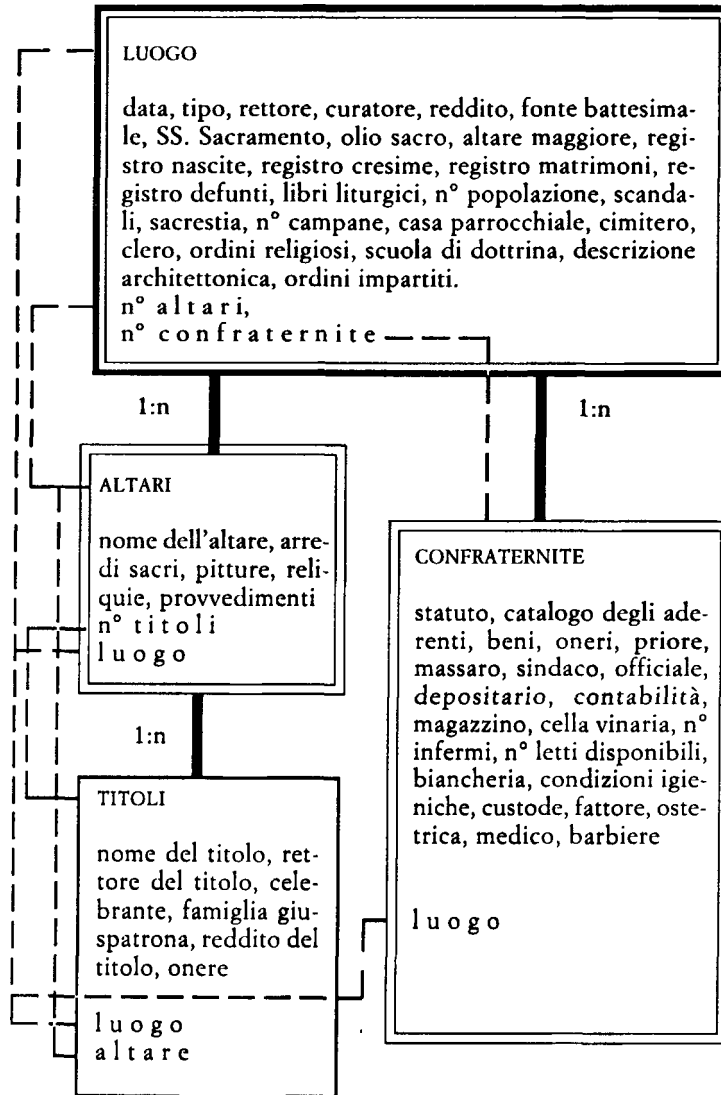 LUOGO
data, tipo, rettore, curatore, reddito, fonte battesima-
le, SS. Sacramento, olio sacro, altare maggiore, regi-
stro nascite, registro cresime, registro matrimoni, re-
gistro defunti, libri liturgici, n° popolazione, scanda-
li, sacrestia, n° campane, casa parrocchiale, cimitero,
clero, ordini religiosi, scuola di dottrina, descrizione
architettonica, ordini impartiti.
n° altari,
n° confraternite
1:n
1:n
ALTARI
nome dell'altare, arre-
di sacri, pitture, reli-
quie, provvedimenti
n° titoli
luogo
1:n
TITOLI
nome del titolo, ret-
tore del titolo, cele-
brante, famiglia giu-
spatrona, reddito del
titolo, onere
luogo
altare
CONFRATERNITE
statuto, catalogo degli ade-
renti, beni, oneri, priore,
massaro, sindaco, officiale,
depositario, contabilità,
magazzino, cella vinaria, n°
infermi, n° letti disponibili,
biancheria, condizioni igie-
niche, custode, fattore, oste-
trica, medico, barbiere
luogo